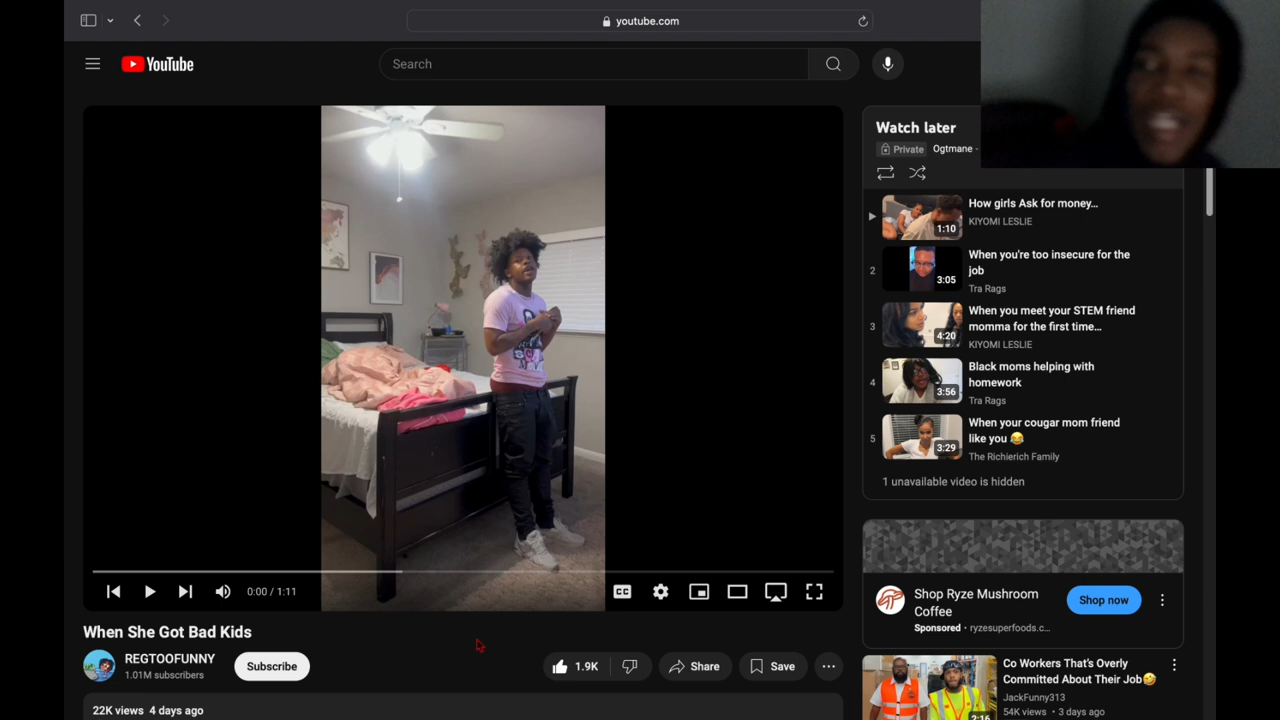 youtube.com
YouTube
Search
0:00 / 1:11
CC
When She Got Bad Kids
REGTOOFUNNY
1.01M subscribers
Subscribe
1.9K
Share
Save
22K views 4 days ago
Watch later
Private
Ogtmane -
How girls Ask for money...
KIYOMI LESLIE
1:10
2
When you're too insecure for the
job
Tra Rags
3:05
3
When you meet your STEM friend
momma for the first time...
KIYOMI LESLIE
4:20
4
Black moms helping with
homework
Tra Rags
3:56
5
When your cougar mom friend
like you 😂
The Richierich Family
3:29
1 unavailable video is hidden
Shop Ryze Mushroom
Coffee
Sponsored · ryzesuperfoods.c...
Shop now
Co Workers That's Overly
Committed About Their Job🤣
JackFunny313
54K views · 3 days ago
2:16